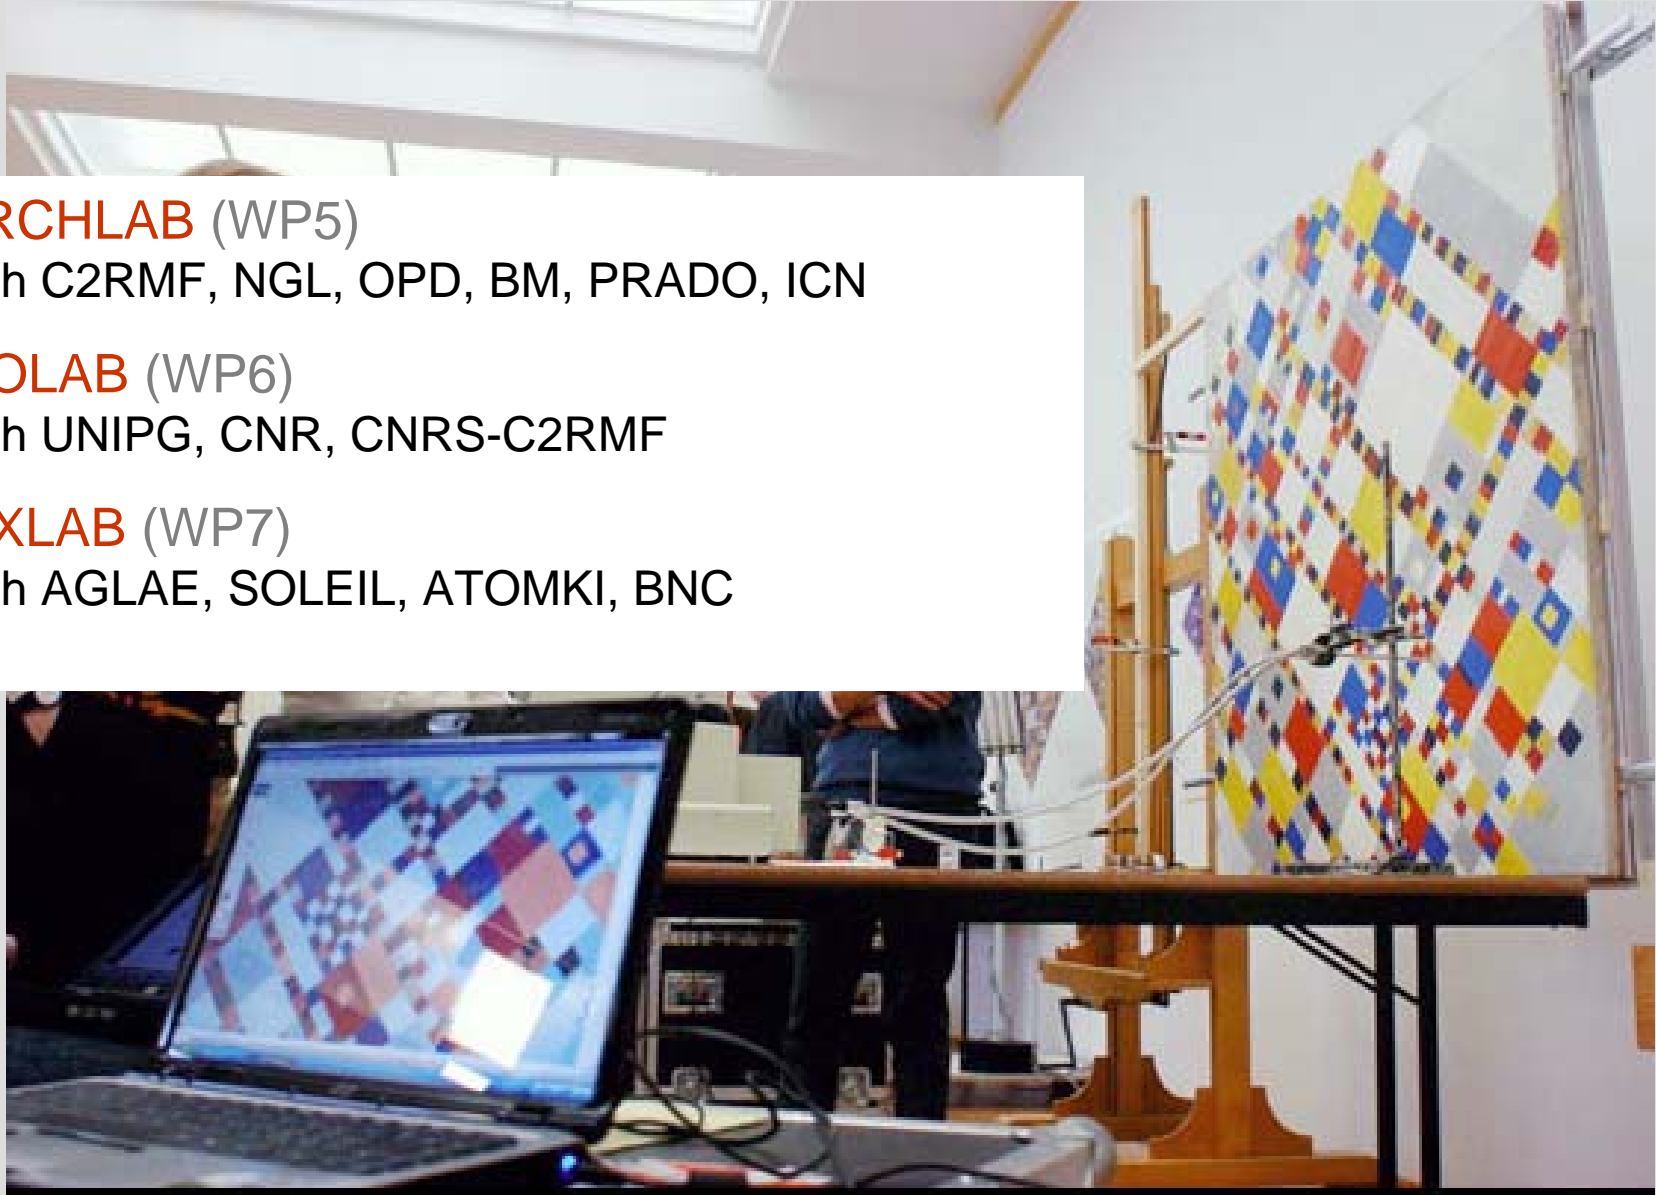 RCHLAB (WP5)
h C2RMF, NGL, OPD, BM, PRADO, ICN
OLAB (WP6)
h UNIPG, CNR, CNRS-C2RMF
XLAB (WP7)
h AGLAE, SOLEIL, ATOMKI, BNC